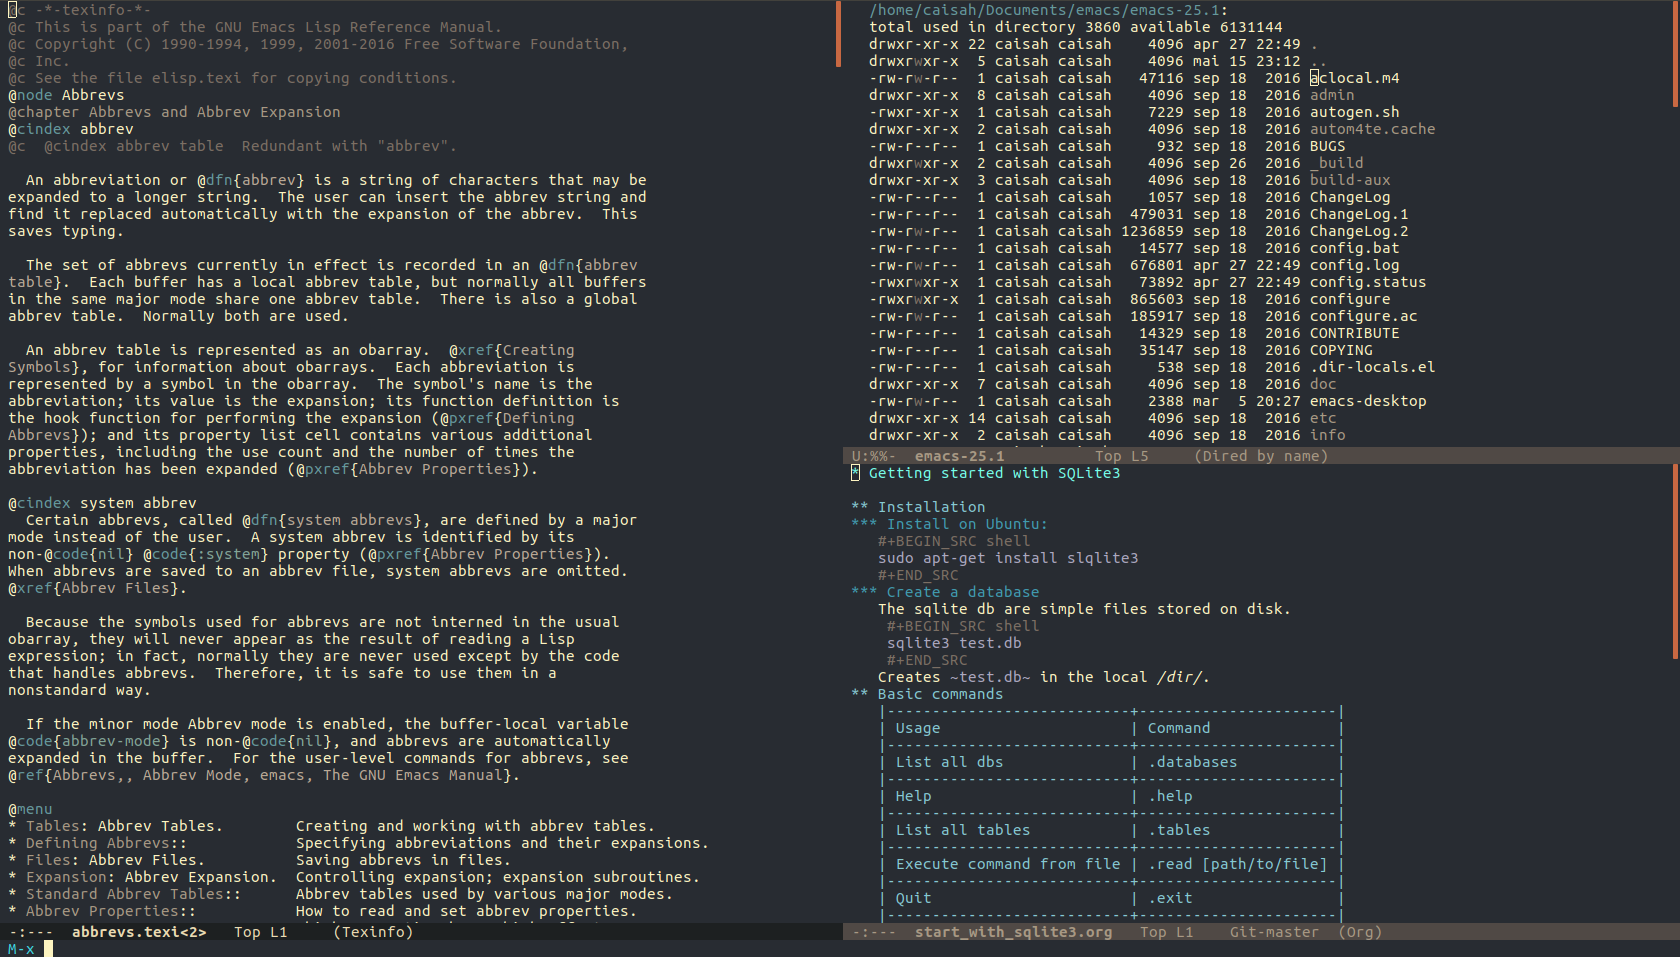 @c -*-texinfo-*-
@c This is part of the GNU Emacs Lisp Reference Manual.
@c Copyright (C) 1990-1994, 1999, 2001-2016 Free Software Foundation,
@c Inc.
@c See the file elisp.texi for copying conditions.
@node Abbrevs
@chapter Abbrevs and Abbrev Expansion
@cindex abbrev
@c  @cindex abbrev table  Redundant with "abbrev".

  An abbreviation or @dfn{abbrev} is a string of characters that may be
expanded to a longer string.  The user can insert the abbrev string and
find it replaced automatically with the expansion of the abbrev.  This
saves typing.

  The set of abbrevs currently in effect is recorded in an @dfn{abbrev
table}.  Each buffer has a local abbrev table, but normally all buffers
in the same major mode share one abbrev table.  There is also a global
abbrev table.  Normally both are used.

  An abbrev table is represented as an obarray.  @xref{Creating
Symbols}, for information about obarrays.  Each abbreviation is
represented by a symbol in the obarray.  The symbol's name is the
abbreviation; its value is the expansion; its function definition is
the hook function for performing the expansion (@pxref{Defining
Abbrevs}); and its property list cell contains various additional
properties, including the use count and the number of times the
abbreviation has been expanded (@pxref{Abbrev Properties}).

@cindex system abbrev
  Certain abbrevs, called @dfn{system abbrevs}, are defined by a major
mode instead of the user.  A system abbrev is identified by its
non-@code{nil} @code{:system} property (@pxref{Abbrev Properties}).
When abbrevs are saved to an abbrev file, system abbrevs are omitted.
@xref{Abbrev Files}.

  Because the symbols used for abbrevs are not interned in the usual
obarray, they will never appear as the result of reading a Lisp
expression; in fact, normally they are never used except by the code
that handles abbrevs.  Therefore, it is safe to use them in a
nonstandard way.

  If the minor mode Abbrev mode is enabled, the buffer-local variable
@code{abbrev-mode} is non-@code{nil}, and abbrevs are automatically
expanded in the buffer.  For the user-level commands for abbrevs, see
@ref{Abbrevs,, Abbrev Mode, emacs, The GNU Emacs Manual}.

@menu
* Tables: Abbrev Tables.        Creating and working with abbrev tables.
* Defining Abbrevs::            Specifying abbreviations and their expansions.
* Files: Abbrev Files.          Saving abbrevs in files.
* Expansion: Abbrev Expansion.  Controlling expansion; expansion subroutines.
* Standard Abbrev Tables::      Abbrev tables used by various major modes.
* Abbrev Properties::           How to read and set abbrev properties.
-:---  abbrevs.texi<2>   Top L1     (Texinfo)
M-x
/home/caisah/Documents/emacs/emacs-25.1:
total used in directory 3860 available 6131144
drwxr-xr-x 22 caisah caisah    4096 apr 27 22:49 .
drwxrwxr-x  5 caisah caisah    4096 mai 15 23:12 ..
-rw-rw-r--  1 caisah caisah   47116 sep 18  2016 aclocal.m4
drwxr-xr-x  8 caisah caisah    4096 sep 18  2016 admin
-rwxr-xr-x  1 caisah caisah    7229 sep 18  2016 autogen.sh
drwxr-xr-x  2 caisah caisah    4096 sep 18  2016 autom4te.cache
-rw-r--r--  1 caisah caisah     932 sep 18  2016 BUGS
drwxrwxr-x  2 caisah caisah    4096 sep 26  2016 _build
drwxr-xr-x  3 caisah caisah    4096 sep 18  2016 build-aux
-rw-r--r--  1 caisah caisah    1057 sep 18  2016 ChangeLog
-rw-r--r--  1 caisah caisah  479031 sep 18  2016 ChangeLog.1
-rw-rw-r--  1 caisah caisah 1236859 sep 18  2016 ChangeLog.2
-rw-r--r--  1 caisah caisah   14577 sep 18  2016 config.bat
-rw-rw-r--  1 caisah caisah  676801 apr 27 22:49 config.log
-rwxrwxr-x  1 caisah caisah   73892 apr 27 22:49 config.status
-rwxrwxr-x  1 caisah caisah  865603 sep 18  2016 configure
-rw-rw-r--  1 caisah caisah  185917 sep 18  2016 configure.ac
-rw-r--r--  1 caisah caisah   14329 sep 18  2016 CONTRIBUTE
-rw-r--r--  1 caisah caisah   35147 sep 18  2016 COPYING
-rw-r--r--  1 caisah caisah     538 sep 18  2016 .dir-locals.el
drwxr-xr-x  7 caisah caisah    4096 sep 18  2016 doc
-rw-rw-r--  1 caisah caisah    2388 mar  5 20:27 emacs-desktop
drwxr-xr-x 14 caisah caisah    4096 sep 18  2016 etc
drwxr-xr-x  2 caisah caisah    4096 sep 18  2016 info
U:%%-  emacs-25.1          Top L5     (Dired by name)
* Getting started with SQLite3

** Installation
*** Install on Ubuntu:
   #+BEGIN_SRC shell
   sudo apt-get install slqlite3
   #+END_SRC
*** Create a database
   The sqlite db are simple files stored on disk.
    #+BEGIN_SRC shell
    sqlite3 test.db
    #+END_SRC
   Creates ~test.db~ in the local /dir/.
** Basic commands
   |---------------------------+----------------------|
   | Usage                     | Command              |
   |---------------------------+----------------------|
   | List all dbs              | .databases           |
   |---------------------------+----------------------|
   | Help                      | .help                |
   |---------------------------+----------------------|
   | List all tables           | .tables              |
   |---------------------------+----------------------|
   | Execute command from file | .read [path/to/file] |
   |---------------------------+----------------------|
   | Quit                      | .exit                |
   |---------------------------+----------------------|
-:---  start_with_sqlite3.org   Top L1    Git-master  (Org)